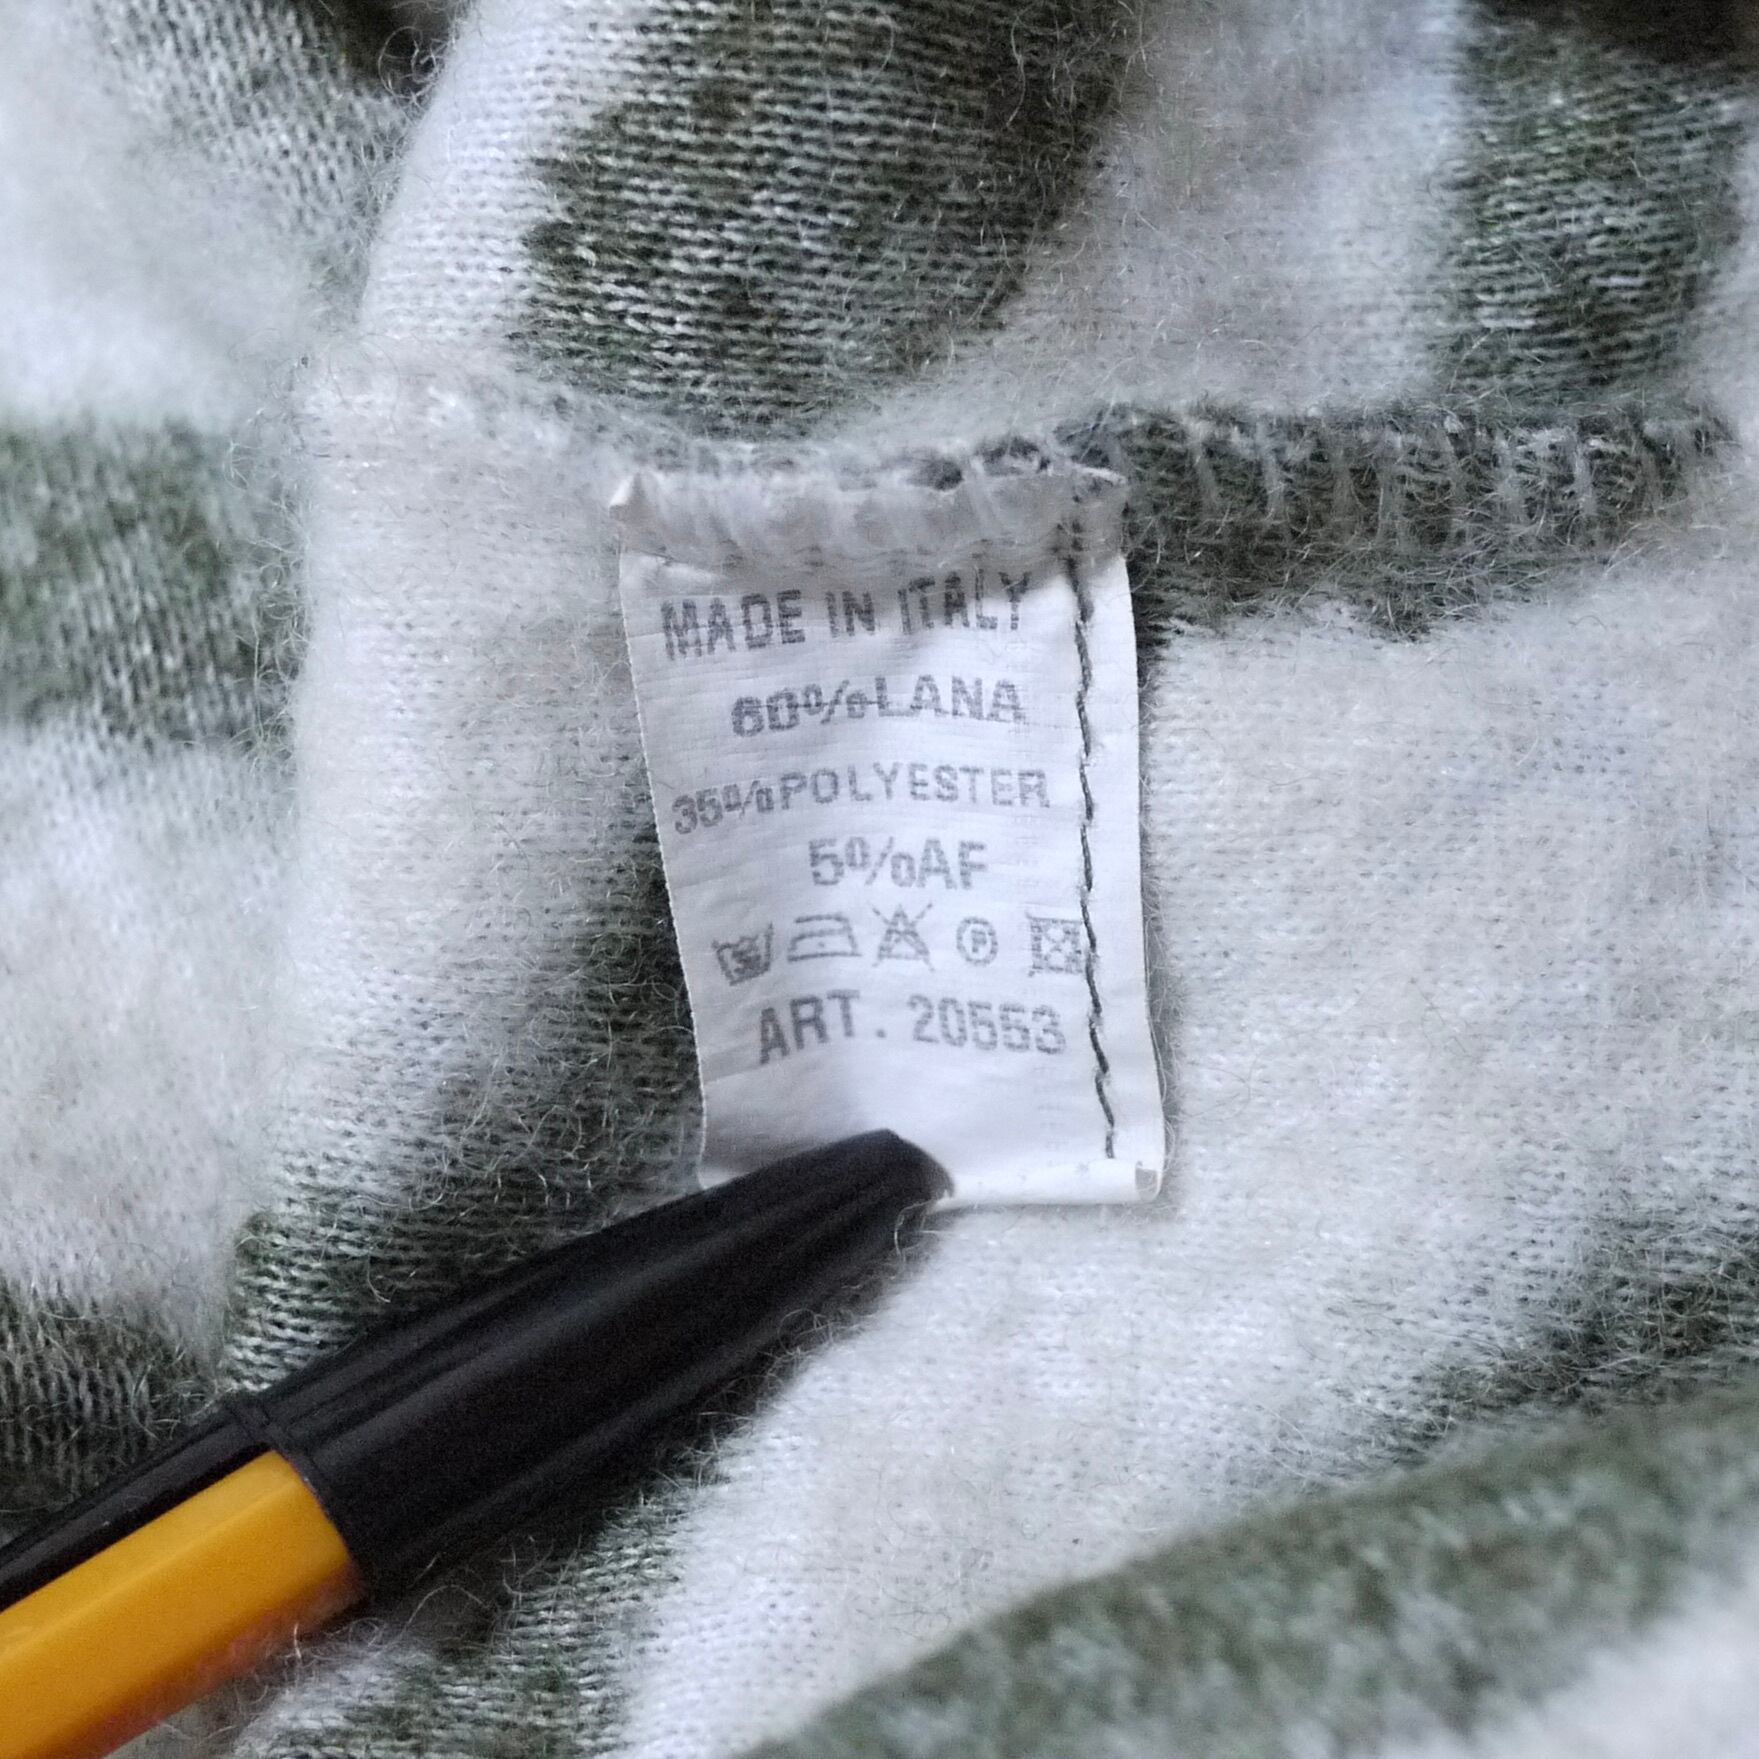 MADE IN ITALY
60%LANA
35%POLYESTER
5%AF
P
ART. 20553